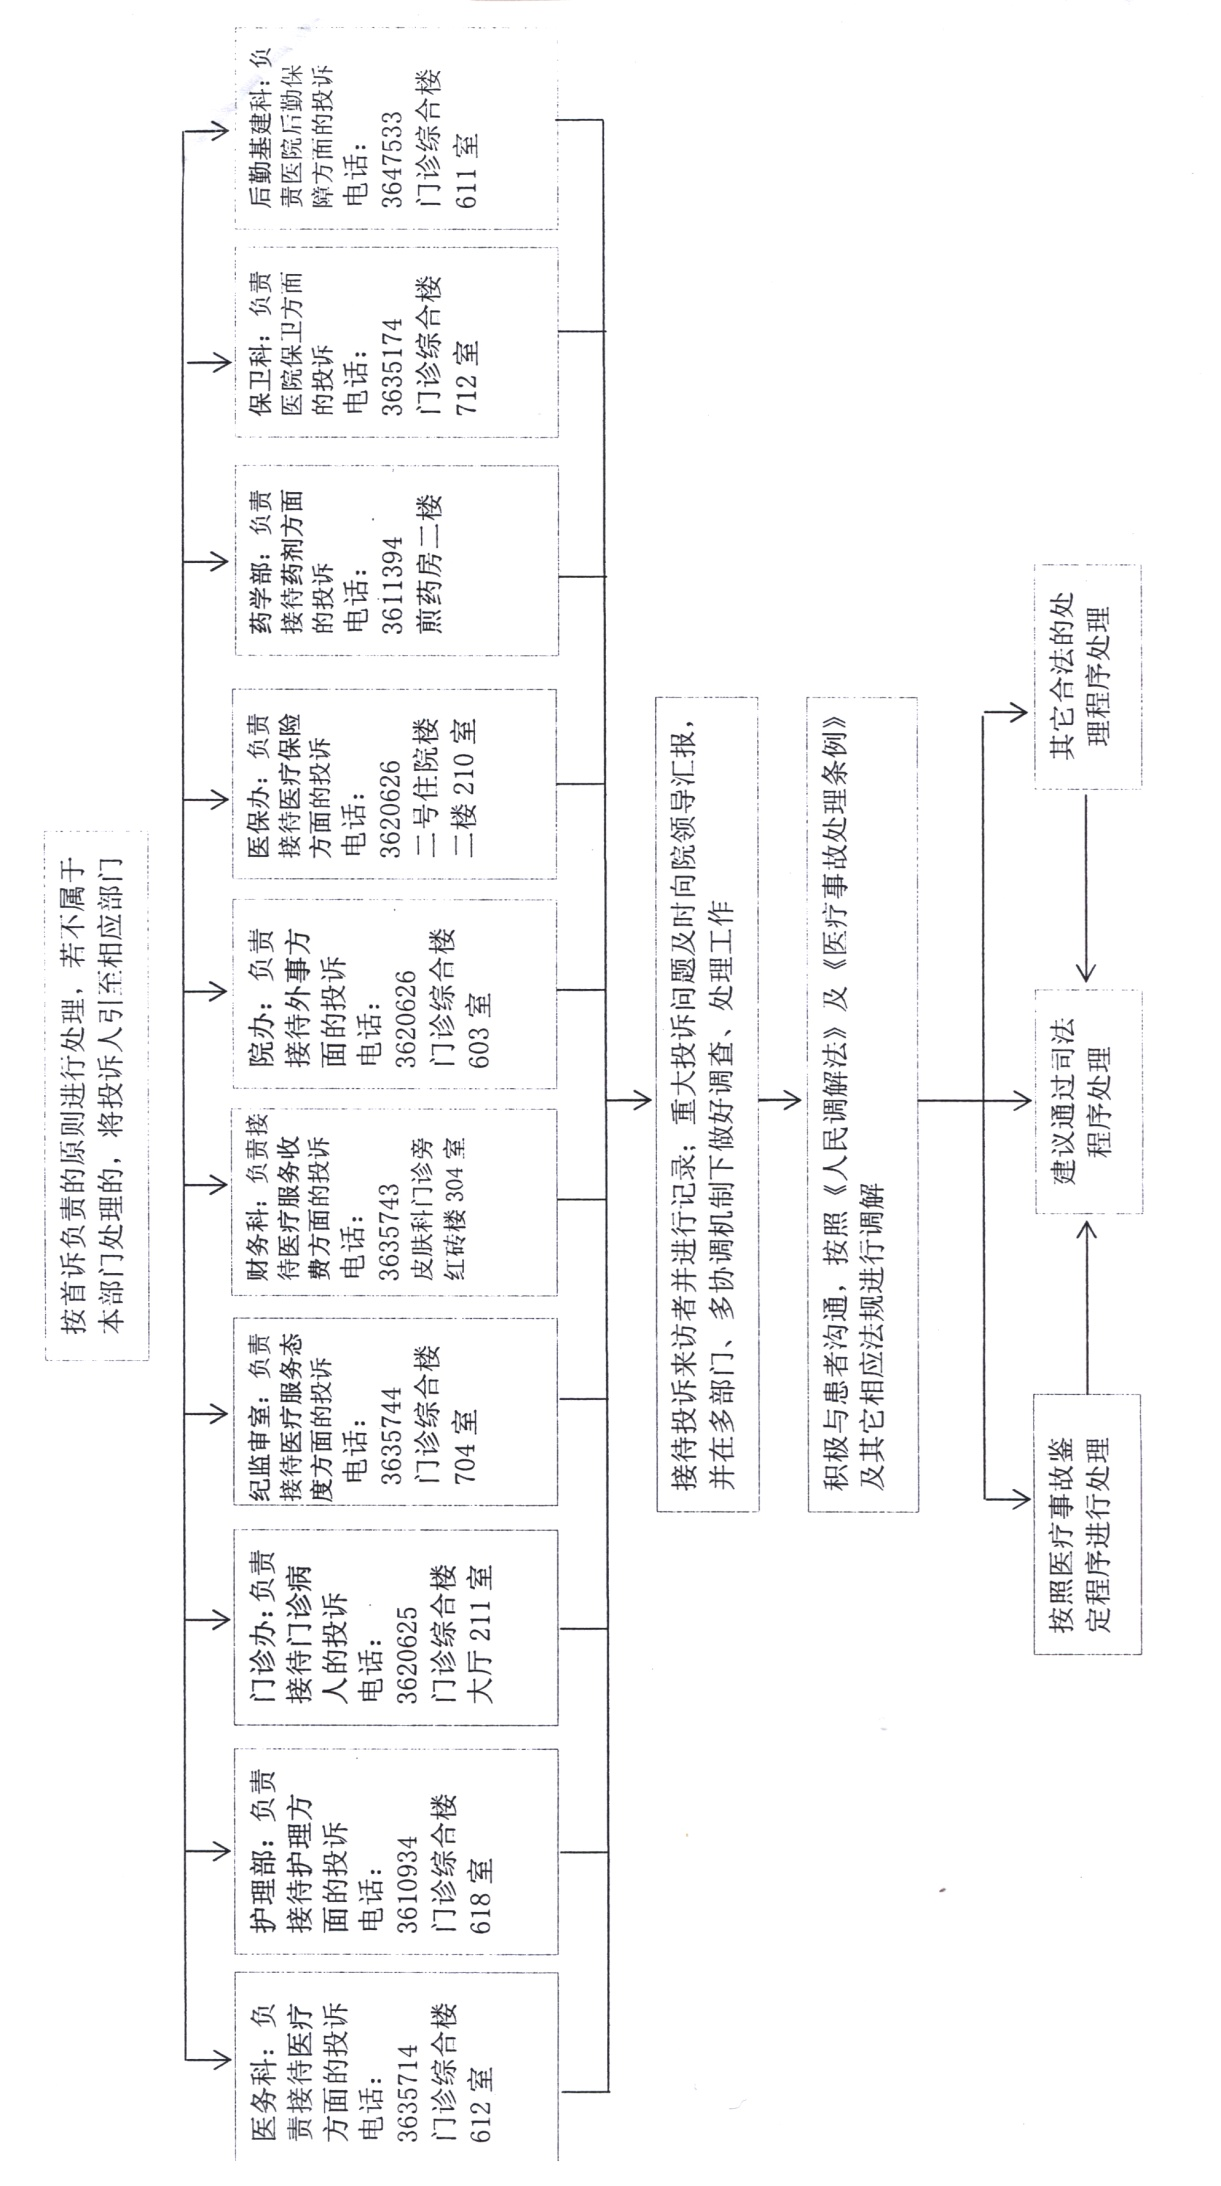 按首诉负责的原则进行处理，若不属于
本部门处理的，将投诉人引至相应部门
医务科：负
责接待医疗
方面的投诉
电话：
3635714
门诊综合楼
612 室
护理部：负责
接待护理方
面的投诉
电话：
3610934
门诊综合楼
618 室
门诊办：负责
接待门诊病
人的投诉
电话：
3620625
门诊综合楼
大厅 211 室
纪监审室：负责
接待医疗服务态
度方面的投诉
电话：
3635744
门诊综合楼
704 室
财务科：负责接
待医疗服务收
费方面的投诉
电话：
3635743
皮肤科门诊旁
红砖楼 304 室
院办：负责
接待外事方
面的投诉
电话：
3620626
门诊综合楼
603 室
医保办：负责
接待医疗保险
方面的投诉
电话：
3620626
二号住院楼
二楼 210 室
药学部：负责
接待药剂方面
的投诉
电话：
3611394
煎药房二楼
保卫科：负责
医院保卫方面
的投诉
电话：
3635174
门诊综合楼
712 室
后勤基建科：负
责医院后勤保
障方面的投诉
电话：
3647533
门诊综合楼
611 室
接待投诉来访者并进行记录；重大投诉问题及时向院领导汇报，
并在多部门、多协调机制下做好调查、处理工作
积极与患者沟通，按照《人民调解法》及《医疗事故处理条例》
及其它相应法规进行调解
按照医疗事故鉴
定程序进行处理
建议通过司法
程序处理
其它合法的处
理程序处理